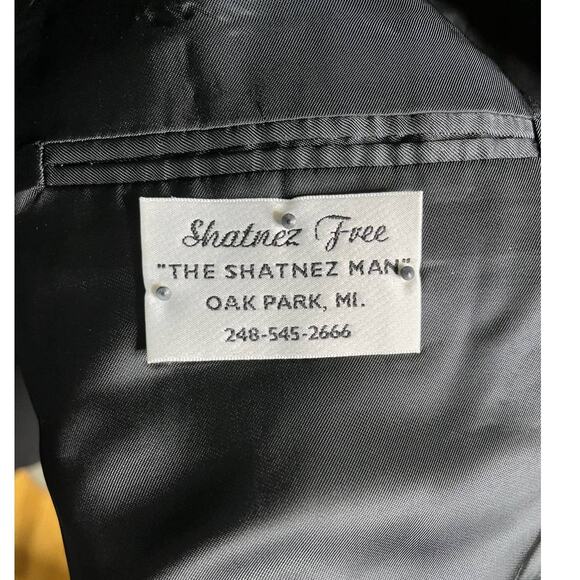 Shatnez Free
"THE SHATNEZ MAN"
OAK PARK, MI.
248-545-2666